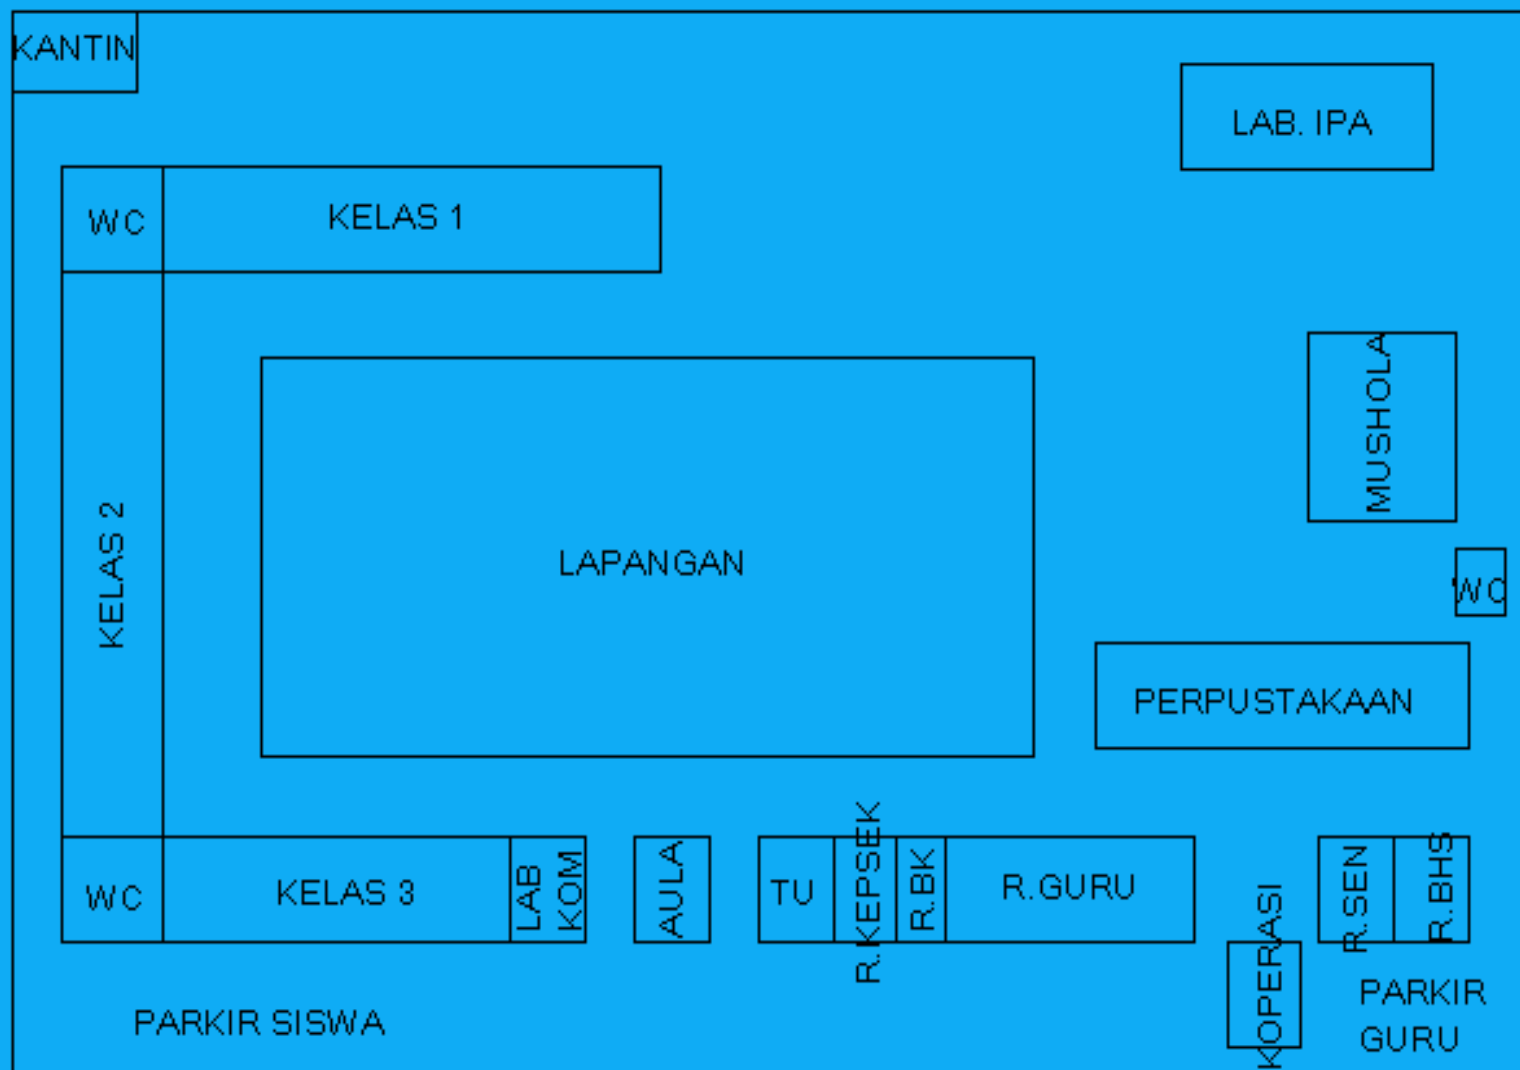 KANTIN
LAB. IPA
WC
KELAS 1
MUSHOLA
KELAS 2
LAPANGAN
WC
PERPUSTAKAAN
WC
KELAS 3
LAB
KOM
AULA
TU
R.KEPSEK
R.BK
R.GURU
KOPERASI
R.SEN
R.BHS
PARKIR SISWA
PARKIR
GURU